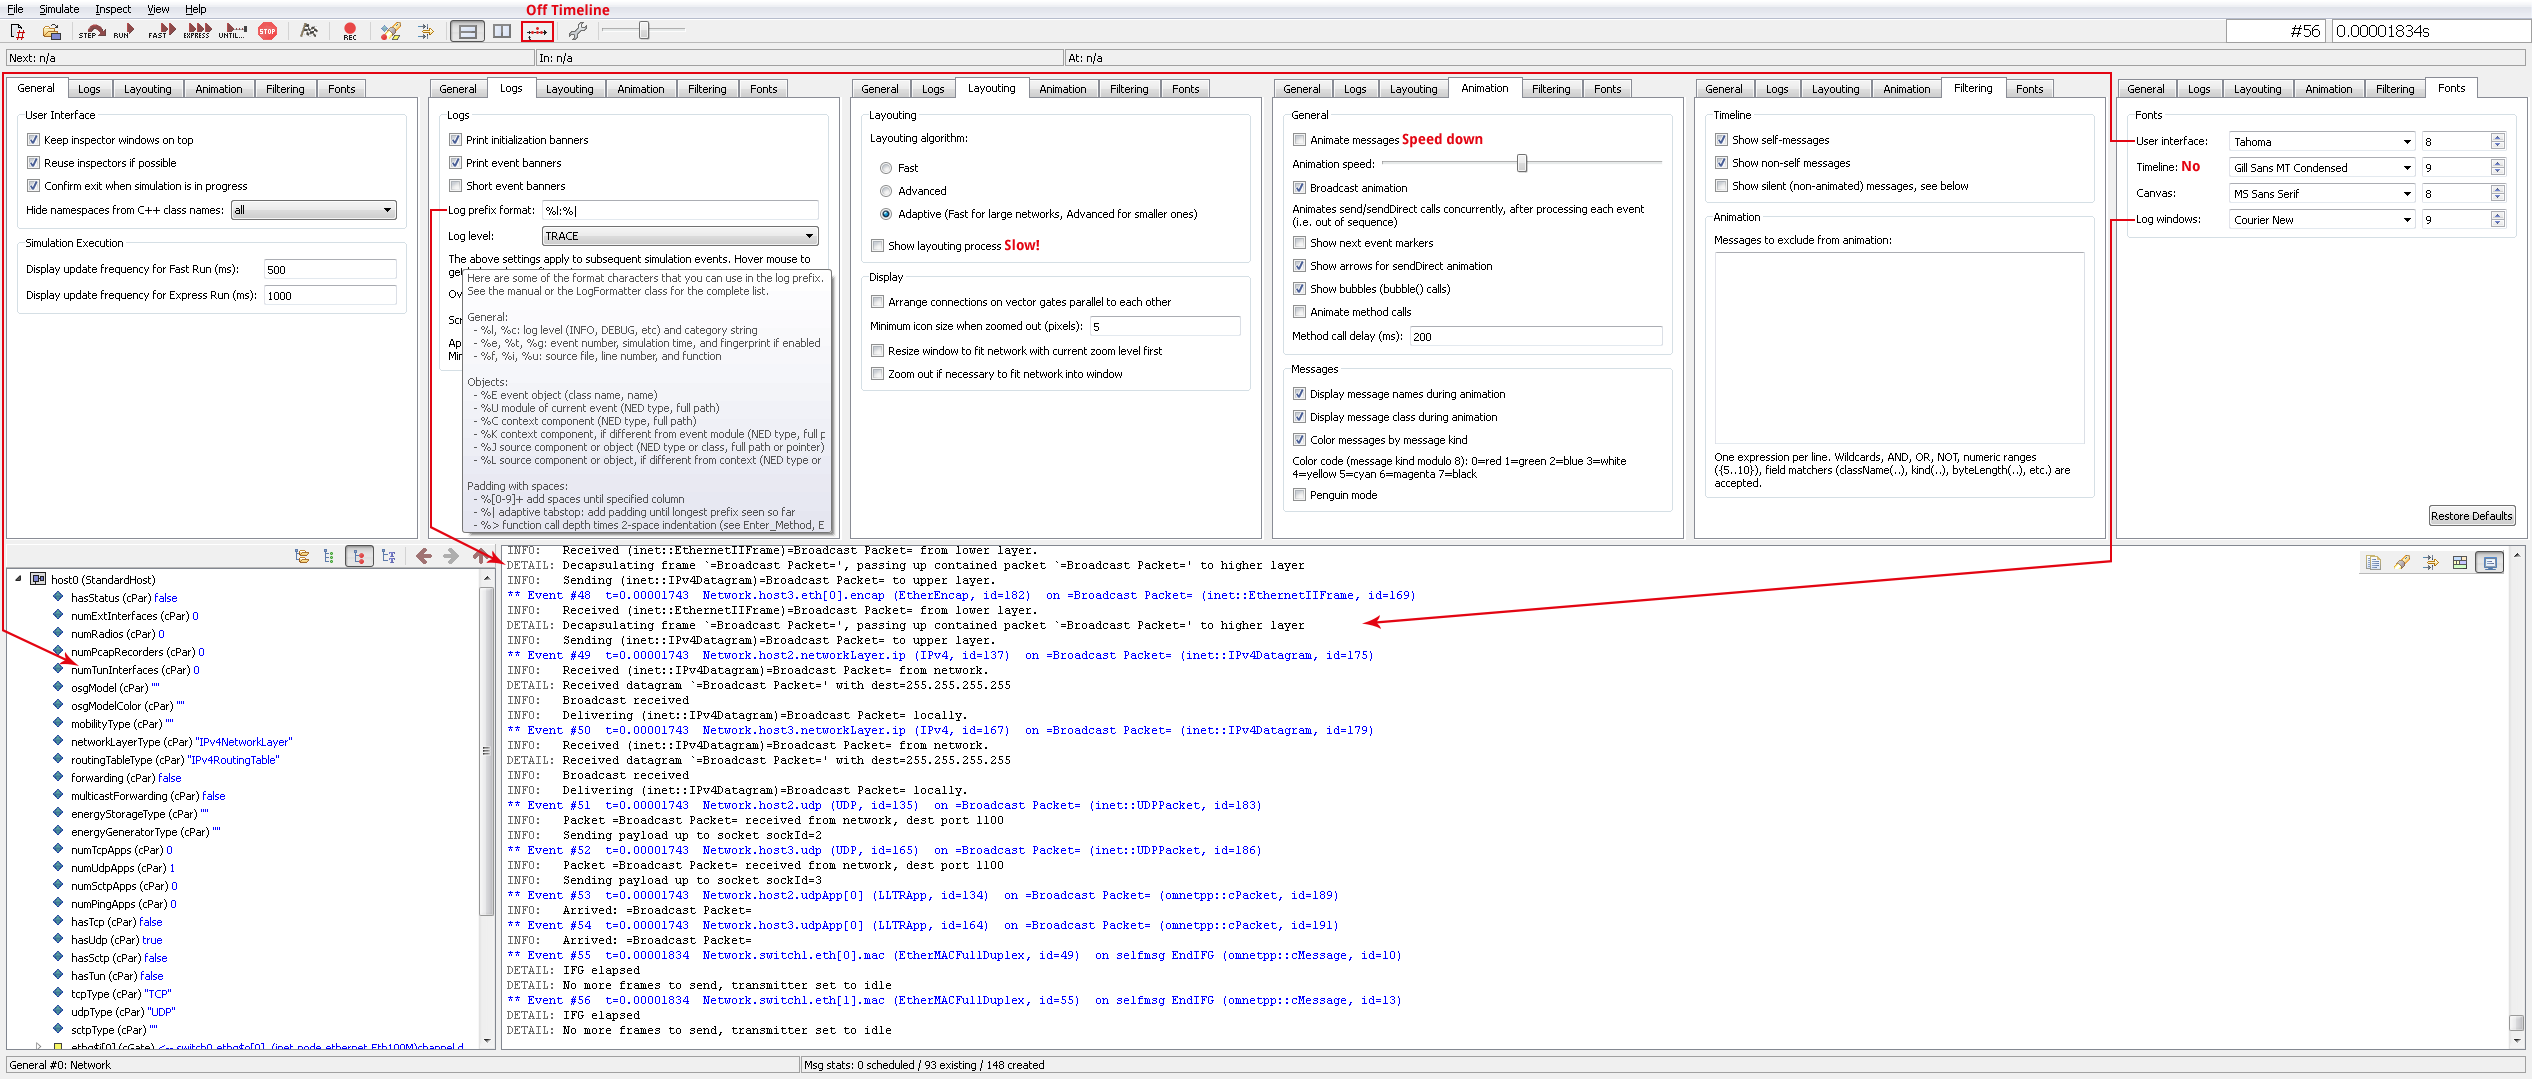 File Simulate Inspect View Help
Off Timeline
STEP RUN FAST EXPRESS UNTIL... STOP REC
#56 0.00001834s
Next: n/a In: n/a At: n/a
General Logs Layouting Animation Filtering Fonts
User Interface
Keep inspector windows on top
Reuse inspectors if possible
Confirm exit when simulation is in progress
Hide namespaces from C++ class names: all
Simulation Execution
Display update frequency for Fast Run (ms): 500
Display update frequency for Express Run (ms): 1000
General Logs Layouting Animation Filtering Fonts
Logs
Print initialization banners
Print event banners
Short event banners
Log prefix format: %l:%|
Log level: TRACE
The above settings apply to subsequent simulation events. Hover mouse to
Here are some of the format characters that you can use in the log prefix.
See the manual or the LogFormatter class for the complete list.
General:
- %l, %c: log level (INFO, DEBUG, etc) and category string
- %e, %t, %g: event number, simulation time, and fingerprint if enabled
- %f, %i, %u: source file, line number, and function
Objects:
- %E event object (class name, name)
- %U module of current event (NED type, full path)
- %C context component (NED type, full path)
- %K context component, if different from event module (NED type, full p
- %J source component or object (NED type or class, full path or pointer)
- %L source component or object, if different from context (NED type or
Padding with spaces:
- %[0-9]+ add spaces until specified column
- %| adaptive tabstop: add padding until longest prefix seen so far
- %> function call depth times 2-space indentation (see Enter_Method, E
General Logs Layouting Animation Filtering Fonts
Layouting
Layouting algorithm:
Fast
Advanced
Adaptive (Fast for large networks, Advanced for smaller ones)
Show layouting process Slow!
Display
Arrange connections on vector gates parallel to each other
Minimum icon size when zoomed out (pixels): 5
Resize window to fit network with current zoom level first
Zoom out if necessary to fit network into window
General Logs Layouting Animation Filtering Fonts
General
Animate messages Speed down
Animation speed:
Broadcast animation
Animates send/sendDirect calls concurrently, after processing each event
(i.e. out of sequence)
Show next event markers
Show arrows for sendDirect animation
Show bubbles (bubble() calls)
Animate method calls
Method call delay (ms): 200
Messages
Display message names during animation
Display message class during animation
Color messages by message kind
Color code (message kind modulo 8): 0=red 1=green 2=blue 3=white
4=yellow 5=cyan 6=magenta 7=black
Penguin mode
General Logs Layouting Animation Filtering Fonts
Timeline
Show self-messages
Show non-self messages
Show silent (non-animated) messages, see below
Animation
Messages to exclude from animation:
One expression per line. Wildcards, AND, OR, NOT, numeric ranges
({5..10}), field matchers (className(..), kind(..), byteLength(..), etc.) are
accepted.
General Logs Layouting Animation Filtering Fonts
Fonts
User interface: Tahoma 8
Timeline: No Gill Sans MT Condensed 9
Canvas: MS Sans Serif 8
Log windows: Courier New 9
Restore Defaults
host0 (StandardHost)
hasStatus (cPar) false
numExtInterfaces (cPar) 0
numRadios (cPar) 0
numPcapRecorders (cPar) 0
numTunInterfaces (cPar) 0
osgModel (cPar) ""
osgModelColor (cPar) ""
mobilityType (cPar) ""
networkLayerType (cPar) "IPv4NetworkLayer"
routingTableType (cPar) "IPv4RoutingTable"
forwarding (cPar) false
multicastForwarding (cPar) false
energyStorageType (cPar) ""
energyGeneratorType (cPar) ""
numTcpApps (cPar) 0
numUdpApps (cPar) 1
numSctpApps (cPar) 0
numPingApps (cPar) 0
hasTcp (cPar) false
hasUdp (cPar) true
hasSctp (cPar) false
hasTun (cPar) false
tcpType (cPar) "TCP"
udpType (cPar) "UDP"
sctpType (cPar) ""
ethg$i[0] (cGate) <-- switch0.ethg$o[0], (inet.node.ethernet.Eth100M)channel d
INFO: Received (inet::EthernetIIFrame)=Broadcast Packet= from lower layer.
DETAIL: Decapsulating frame `=Broadcast Packet=', passing up contained packet `=Broadcast Packet=' to higher layer
INFO: Sending (inet::IPv4Datagram)=Broadcast Packet= to upper layer.
** Event #48 t=0.00001743 Network.host3.eth[0].encap (EtherEncap, id=182) on =Broadcast Packet= (inet::EthernetIIFrame, id=169)
INFO: Received (inet::EthernetIIFrame)=Broadcast Packet= from lower layer.
DETAIL: Decapsulating frame `=Broadcast Packet=', passing up contained packet `=Broadcast Packet=' to higher layer
INFO: Sending (inet::IPv4Datagram)=Broadcast Packet= to upper layer.
** Event #49 t=0.00001743 Network.host2.networkLayer.ip (IPv4, id=137) on =Broadcast Packet= (inet::IPv4Datagram, id=175)
INFO: Received (inet::IPv4Datagram)=Broadcast Packet= from network.
DETAIL: Received datagram `=Broadcast Packet=' with dest=255.255.255.255
INFO: Broadcast received
INFO: Delivering (inet::IPv4Datagram)=Broadcast Packet= locally.
** Event #50 t=0.00001743 Network.host3.networkLayer.ip (IPv4, id=167) on =Broadcast Packet= (inet::IPv4Datagram, id=179)
INFO: Received (inet::IPv4Datagram)=Broadcast Packet= from network.
DETAIL: Received datagram `=Broadcast Packet=' with dest=255.255.255.255
INFO: Broadcast received
INFO: Delivering (inet::IPv4Datagram)=Broadcast Packet= locally.
** Event #51 t=0.00001743 Network.host2.udp (UDP, id=135) on =Broadcast Packet= (inet::UDPPacket, id=183)
INFO: Packet =Broadcast Packet= received from network, dest port 1100
INFO: Sending payload up to socket sockId=2
** Event #52 t=0.00001743 Network.host3.udp (UDP, id=165) on =Broadcast Packet= (inet::UDPPacket, id=186)
INFO: Packet =Broadcast Packet= received from network, dest port 1100
INFO: Sending payload up to socket sockId=3
** Event #53 t=0.00001743 Network.host2.udpApp[0] (LLTRApp, id=134) on =Broadcast Packet= (omnetpp::cPacket, id=189)
INFO: Arrived: =Broadcast Packet=
** Event #54 t=0.00001743 Network.host3.udpApp[0] (LLTRApp, id=164) on =Broadcast Packet= (omnetpp::cPacket, id=191)
INFO: Arrived: =Broadcast Packet=
** Event #55 t=0.00001834 Network.switch1.eth[0].mac (EtherMACFullDuplex, id=49) on selfmsg EndIFG (omnetpp::cMessage, id=10)
DETAIL: IFG elapsed
DETAIL: No more frames to send, transmitter set to idle
** Event #56 t=0.00001834 Network.switch1.eth[1].mac (EtherMACFullDuplex, id=55) on selfmsg EndIFG (omnetpp::cMessage, id=13)
DETAIL: IFG elapsed
DETAIL: No more frames to send, transmitter set to idle
General #0: Network Msg stats: 0 scheduled / 93 existing / 148 created